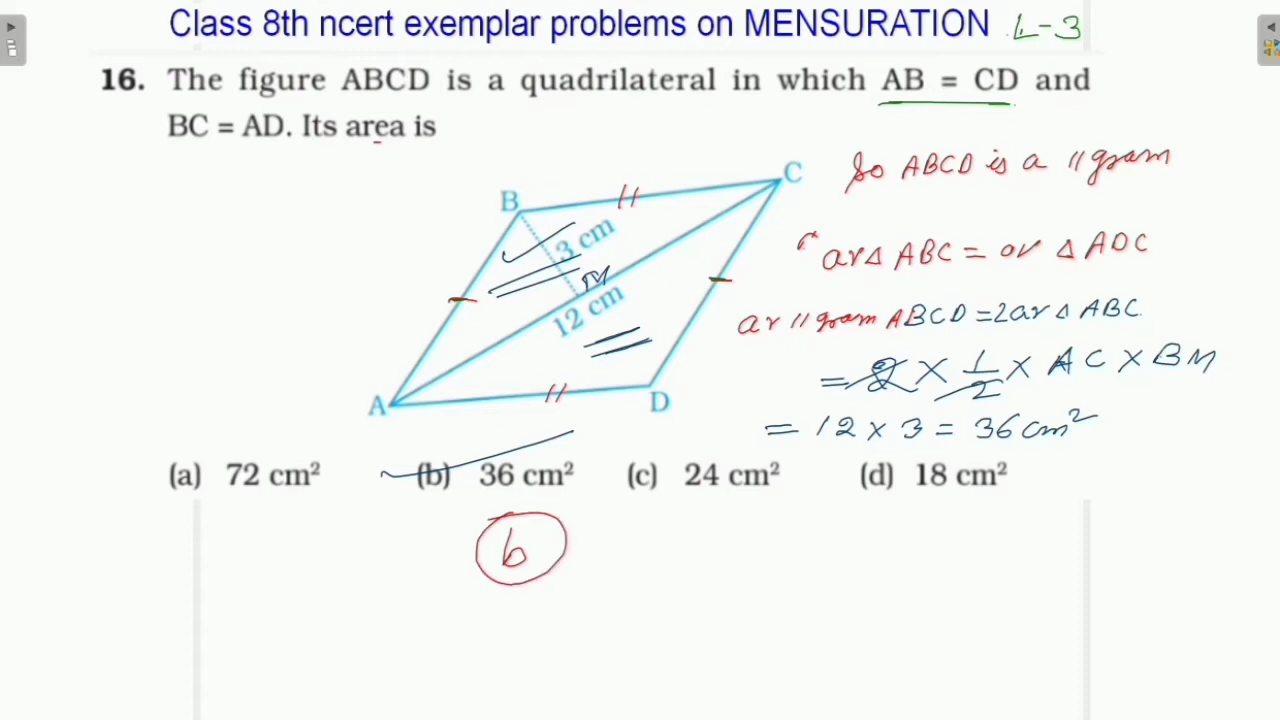 Class 8th ncert exemplar problems on MENSURATION L-3
16. The figure ABCD is a quadrilateral in which AB = CD and
BC = AD. Its area is
So ABCD is a ||gram
B
C
3 cm
M
12 cm
A
D
ar△ ABC = ar △ ADC
ar ||gram ABCD = 2ar △ ABC
= 2 × 1/2 × AC × BM
= 12 × 3 = 36 cm²
(a) 72 cm² (b) 36 cm² (c) 24 cm² (d) 18 cm²
b